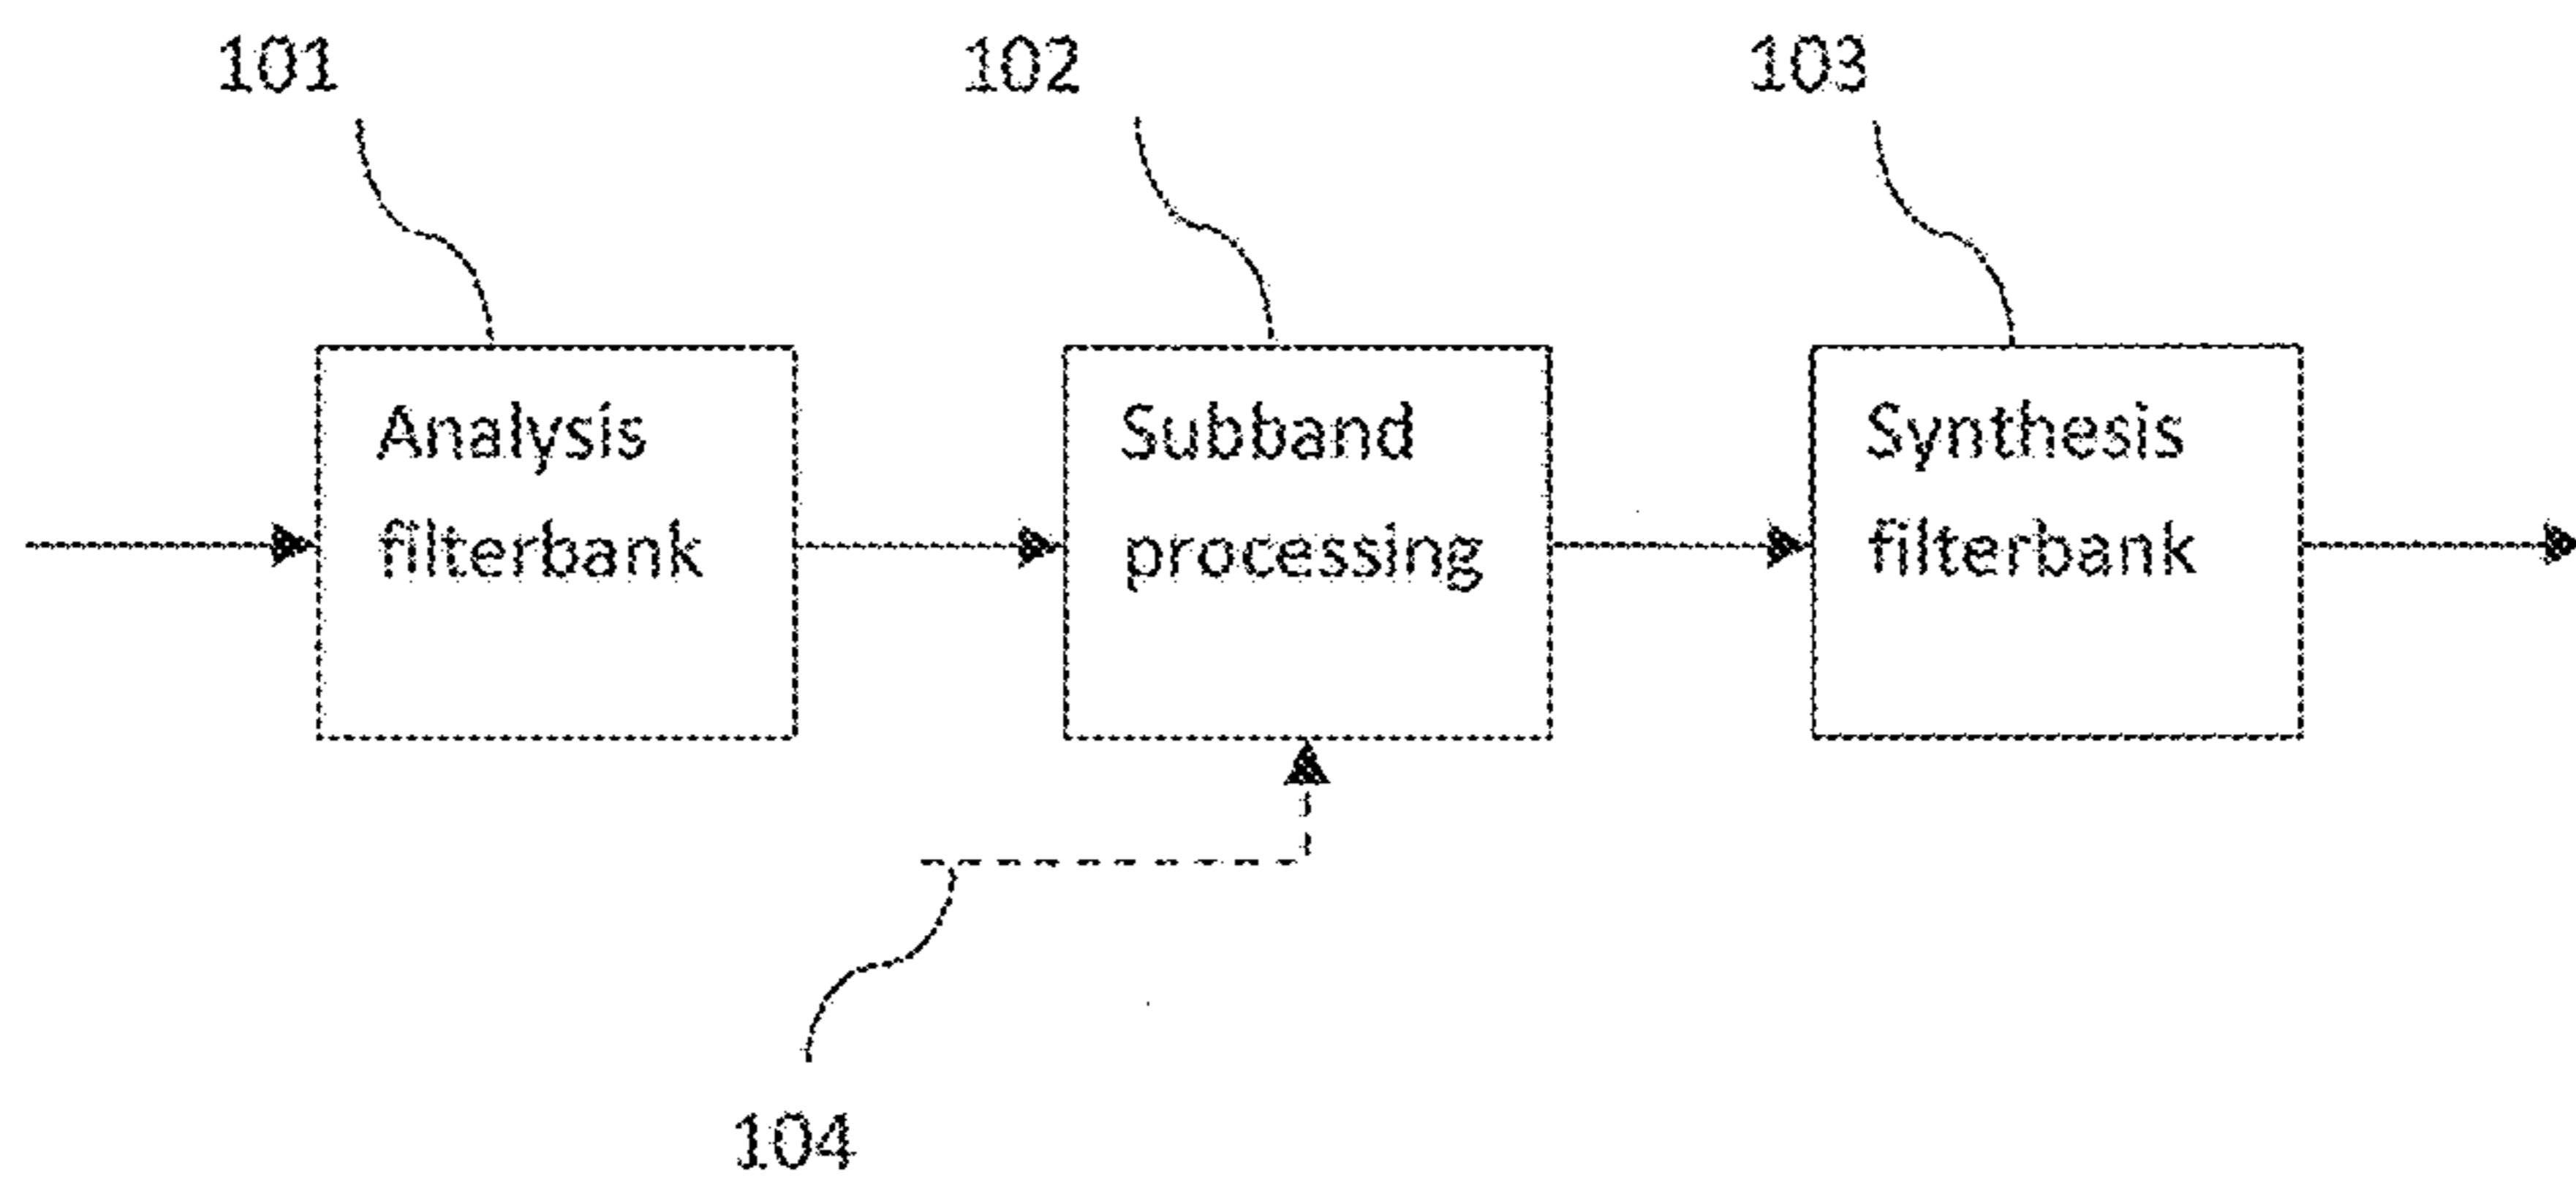 101
102
103
Analysis
filterbank
Subband
processing
Synthesis
filterbank
104